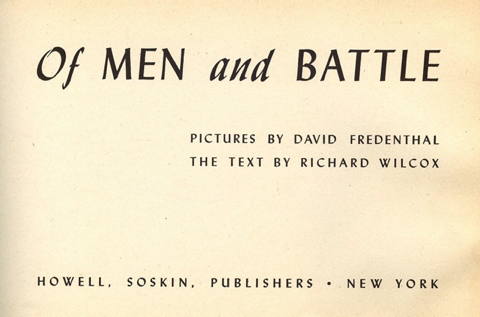 Of MEN and BATTLE
PICTURES BY DAVID FREDENTHAL
THE TEXT BY RICHARD WILCOX
HOWELL, SOSKIN, PUBLISHERS • NEW YORK